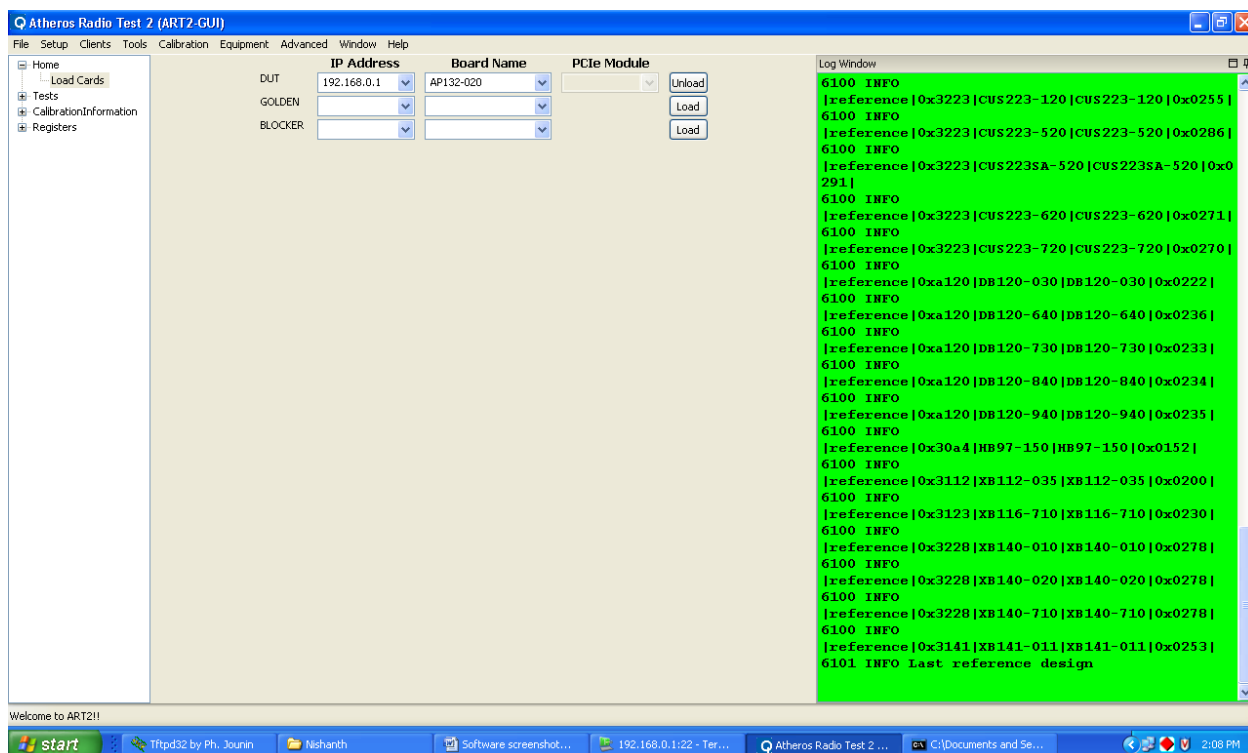 Atheros Radio Test 2 (ART2-GUI)
File Setup Clients Tools Calibration Equipment Advanced Window Help
Home
Load Cards
Tests
CalibrationInformation
Registers
IP Address Board Name PCIe Module
DUT 192.168.0.1 AP132-020 Unload
GOLDEN Load
BLOCKER Load
Log Window
6100 INFO
|reference|0x3223|CUS223-120|CUS223-120|0x0255|
6100 INFO
|reference|0x3223|CUS223-520|CUS223-520|0x0286|
6100 INFO
|reference|0x3223|CUS223SA-520|CUS223SA-520|0x0
291|
6100 INFO
|reference|0x3223|CUS223-620|CUS223-620|0x0271|
6100 INFO
|reference|0x3223|CUS223-720|CUS223-720|0x0270|
6100 INFO
|reference|0xa120|DB120-030|DB120-030|0x0222|
6100 INFO
|reference|0xa120|DB120-640|DB120-640|0x0236|
6100 INFO
|reference|0xa120|DB120-730|DB120-730|0x0233|
6100 INFO
|reference|0xa120|DB120-840|DB120-840|0x0234|
6100 INFO
|reference|0xa120|DB120-940|DB120-940|0x0235|
6100 INFO
|reference|0x30a4|HB97-150|HB97-150|0x0152|
6100 INFO
|reference|0x3112|XB112-035|XB112-035|0x0200|
6100 INFO
|reference|0x3123|XB116-710|XB116-710|0x0230|
6100 INFO
|reference|0x3228|XB140-010|XB140-010|0x0278|
6100 INFO
|reference|0x3228|XB140-020|XB140-020|0x0278|
6100 INFO
|reference|0x3228|XB140-710|XB140-710|0x0278|
6100 INFO
|reference|0x3141|XB141-011|XB141-011|0x0253|
6101 INFO Last reference design
Welcome to ART2!!
start Tftpd32 by Ph. Jounin Nishanth Software screenshot... 192.168.0.1:22 - Ter... Atheros Radio Test 2 ... C:\Documents and Se... 2:08 PM